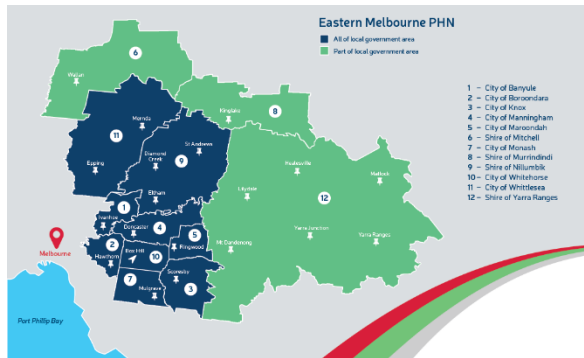 Eastern Melbourne PHN
All of local government area
Part of local government area
1 – City of Banyule
2 – City of Boroondara
3 – City of Knox
4 – City of Manningham
5 – City of Maroondah
6 – Shire of Mitchell
7 – City of Monash
8 – Shire of Murrindindi
9 – Shire of Nillumbik
10 – City of Whitehorse
11 – City of Whittlesea
12 – Shire of Yarra Ranges
6
Wallan
Kinglake
8
Mernda
11
St Andrews
Diamond
Creek
9
Epping
Healesville
Matlock
Eltham
Lilydale
12
1
Ivanhoe
Doncaster
4
5
Ringwood
Yarra Junction
Yarra Ranges
Mt Dandenong
Melbourne
2
Hawthorn
Box Hill
10
Scoresby
7
Mulgrave
3
Port Phillip Bay